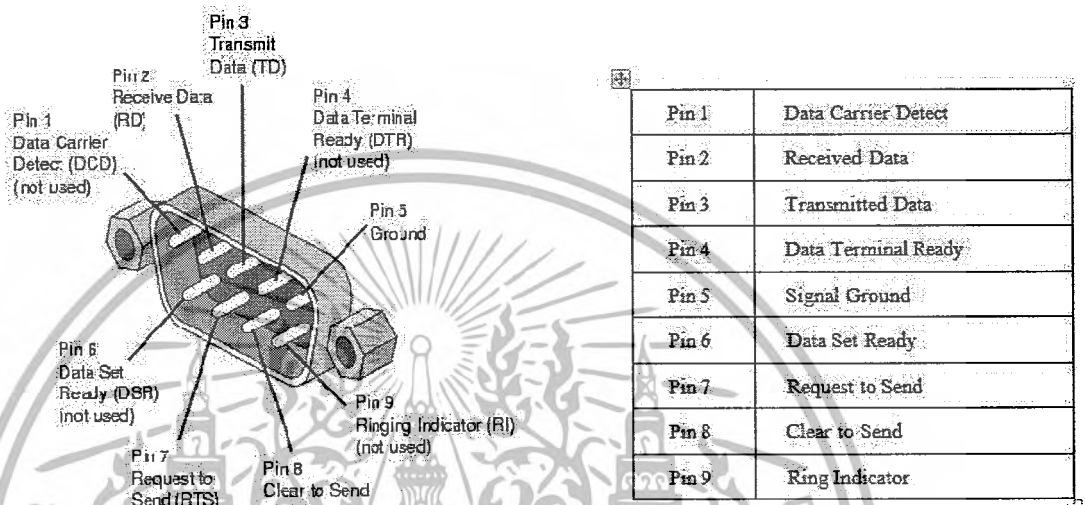 Pin 3
Transmit
Data (TD)
Pin 2
Receive Data
(RD)
Pin 4
Data Terminal
Ready (DTR)
(not used)
Pin 1
Data Carrier
Detect (DCD)
(not used)
Pin 5
Ground
Pin 6
Data Set
Ready (DSR)
(not used)
Pin 9
Ringing Indicator (RI)
(not used)
Pin 7
Request to
Send (RTS)
Pin 8
Clear to Send
Pin 1 Data Carrier Detect
Pin 2 Received Data
Pin 3 Transmitted Data
Pin 4 Data Terminal Ready
Pin 5 Signal Ground
Pin 6 Data Set Ready
Pin 7 Request to Send
Pin 8 Clear to Send
Pin 9 Ring Indicator